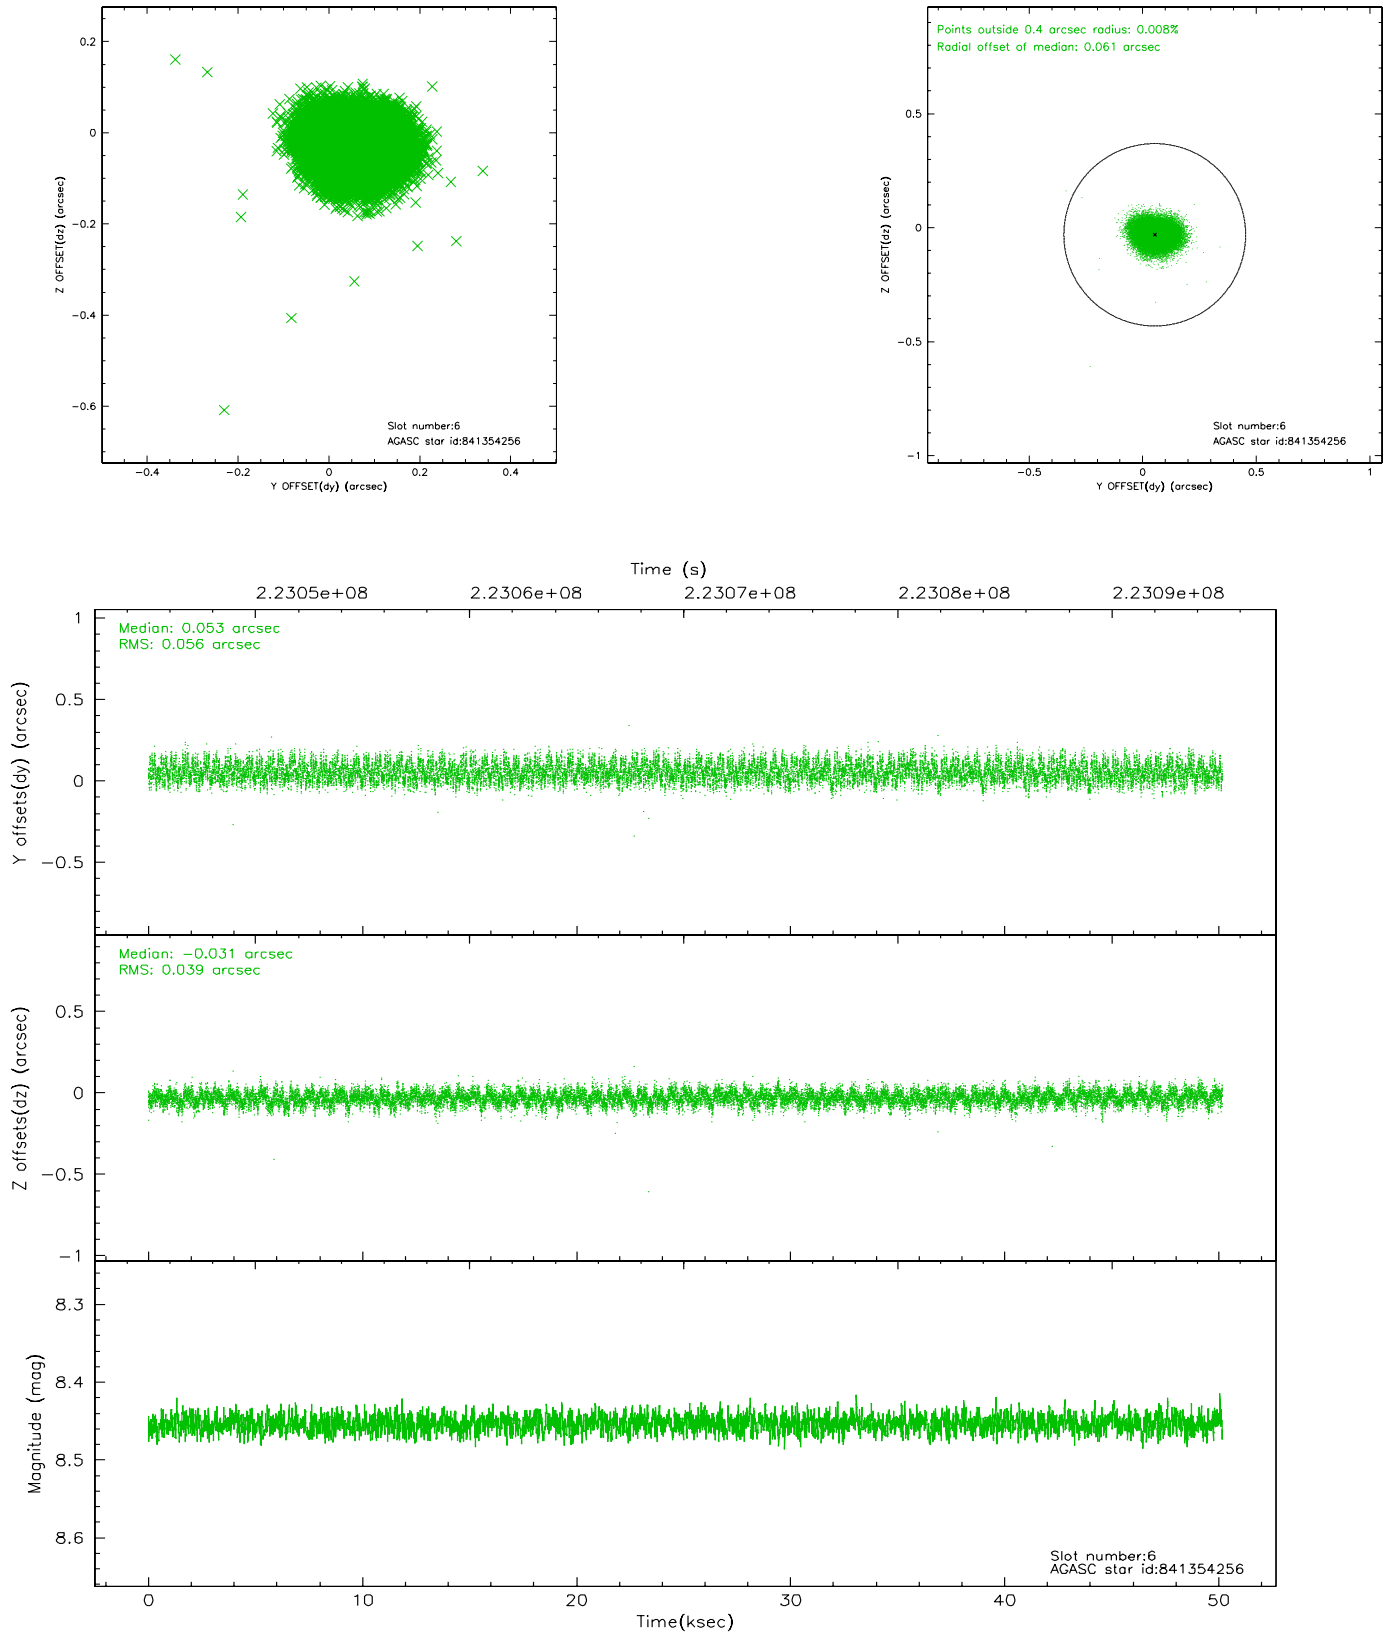 0.2
0
−0.2
−0.4
−0.6
Z OFFSET(dz) (arcsec)
Slot number:6
AGASC star id:841354256
−0.4
−0.2
0
0.2
0.4
Y OFFSET(dy) (arcsec)
Points outside 0.4 arcsec radius: 0.008%
Radial offset of median: 0.061 arcsec
0.5
0
−0.5
−1
Z OFFSET(dz) (arcsec)
Slot number:6
AGASC star id:841354256
−0.5
0
0.5
1
Y OFFSET(dy) (arcsec)
Time (s)
2.2305e+08
2.2306e+08
2.2307e+08
2.2308e+08
2.2309e+08
Median: 0.053 arcsec
RMS: 0.056 arcsec
1
0.5
0
−0.5
Y offsets(dy) (arcsec)
Median: −0.031 arcsec
RMS: 0.039 arcsec
0.5
0
−0.5
−1
Z offsets(dz) (arcsec)
8.3
8.4
8.5
8.6
Magnitude (mag)
Slot number:6
AGASC star id:841354256
0
10
20
30
40
50
Time(ksec)